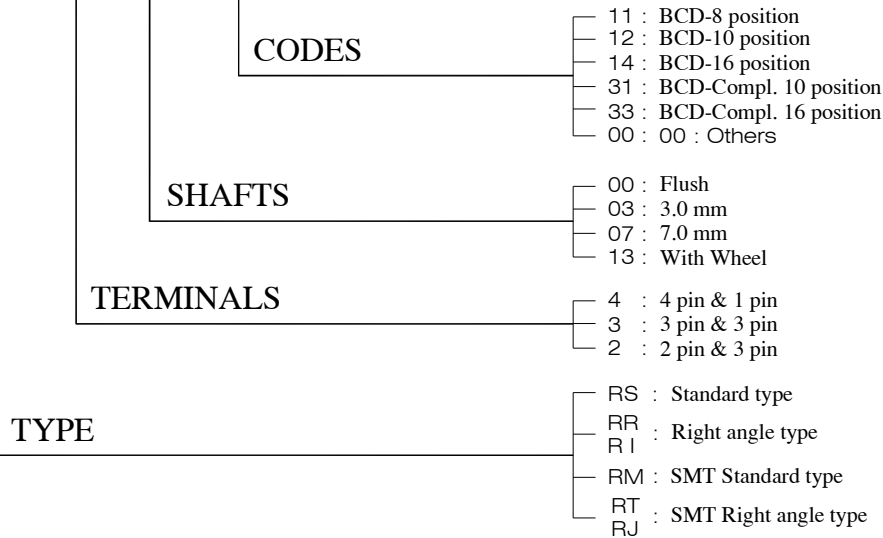 CODES
11 : BCD-8 position
12 : BCD-10 position
14 : BCD-16 position
31 : BCD-Compl. 10 position
33 : BCD-Compl. 16 position
00 : 00 : Others
SHAFTS
00 : Flush
03 : 3.0 mm
07 : 7.0 mm
13 : With Wheel
TERMINALS
4 : 4 pin & 1 pin
3 : 3 pin & 3 pin
2 : 2 pin & 3 pin
TYPE
RS : Standard type
RR
RI : Right angle type
RM : SMT Standard type
RT
RJ : SMT Right angle type